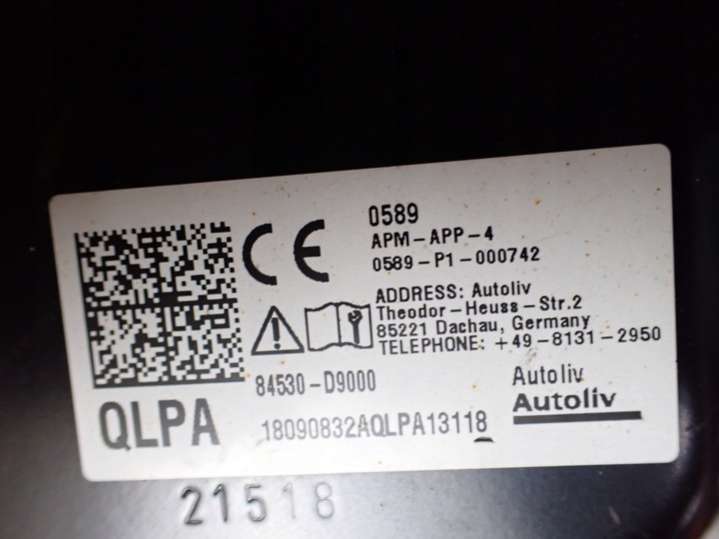 0589
APM-APP-4
0589-P1-000742
ADDRESS: Autoliv
Theodor-Heuss-Str.2
85221 Dachau, Germany
TELEPHONE: +49-8131-2950
84530-D9000
Autoliv
QLPA
18090832AQLPA13118
Autoliv
21518